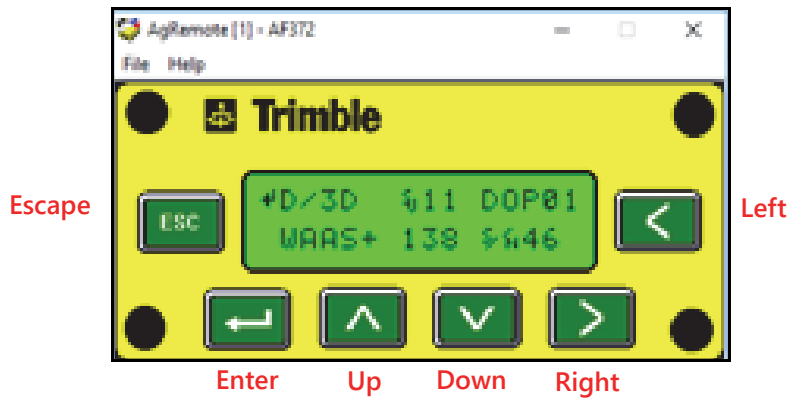 AgRemote [1] - AF372
File Help
Trimble
Escape
ESC
D/3D 11 DOP01
WAAS+ 138 46
Left
Enter
Up
Down
Right